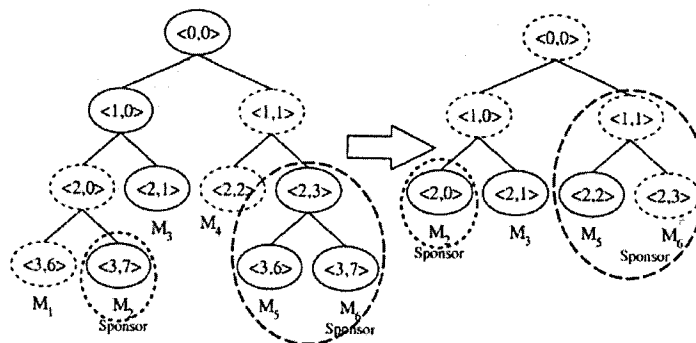 <0,0>
<0,0>
<1,0>
<1,1>
<1,0>
<1,1>
<2,0>
<2,1>
<2,2>
<2,3>
<2,0>
<2,1>
<2,2>
<2,3>
M3
M4
M2
M3
M5
M6
Sponsor
Sponsor
<3,6>
<3,7>
<3,6>
<3,7>
M1
M2
M5
M6
Sponsor
Sponsor